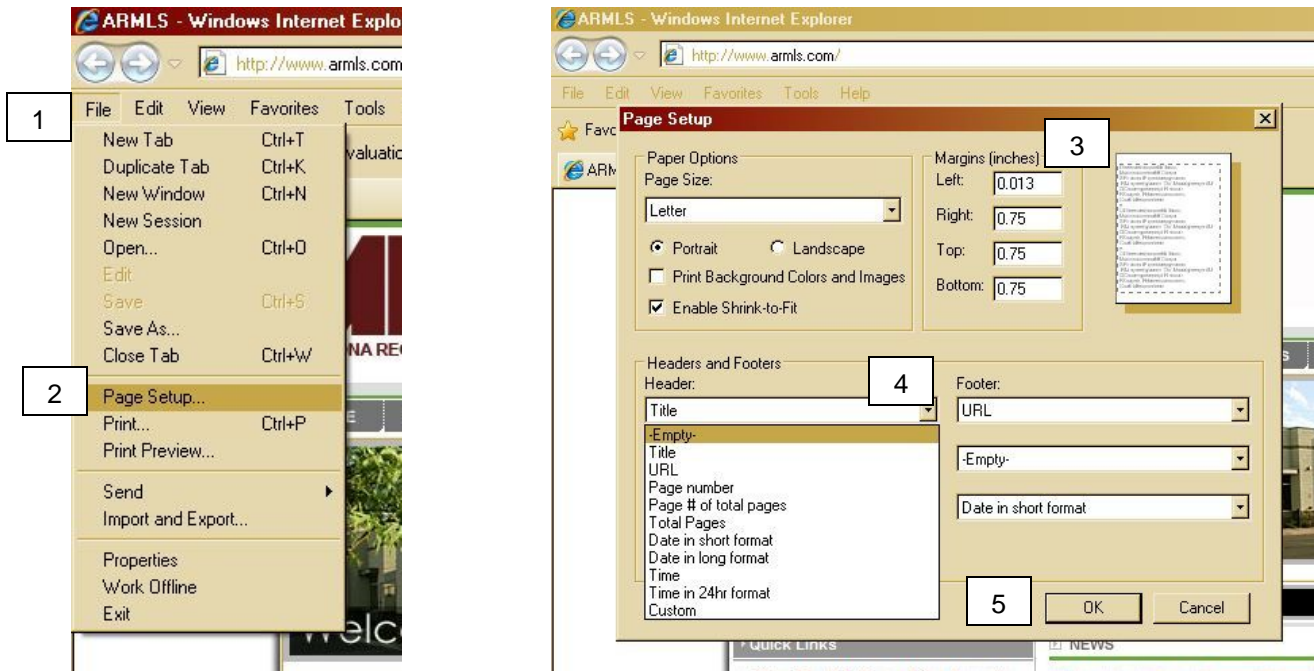 ARMLS - Windows Internet Explo
http://www.armls.com
1
File Edit View Favorites Tools
New Tab Ctrl+T
Duplicate Tab Ctrl+K
New Window Ctrl+N
New Session
Open... Ctrl+O
Edit
Save Ctrl+S
Save As...
Close Tab Ctrl+W
2
Page Setup...
Print... Ctrl+P
Print Preview...
Send
Import and Export...
Properties
Work Offline
Exit
valuatio
NA REG
E
Welc
ARMLS - Windows Internet Explorer
http://www.armls.com/
File Edit View Favorites Tools Help
Favo
ARM
Page Setup
3
Paper Options
Page Size:
Letter
Portrait Landscape
Print Background Colors and Images
Enable Shrink-to-Fit
Margins (inches)
Left: 0.013
Right: 0.75
Top: 0.75
Bottom: 0.75
Headers and Footers
4
Header:
Title
-Empty-
Title
URL
Page number
Page # of total pages
Total Pages
Date in short format
Date in long format
Time
Time in 24hr format
Custom
Footer:
URL
-Empty-
Date in short format
5
OK Cancel
S
Quick Links
NEWS